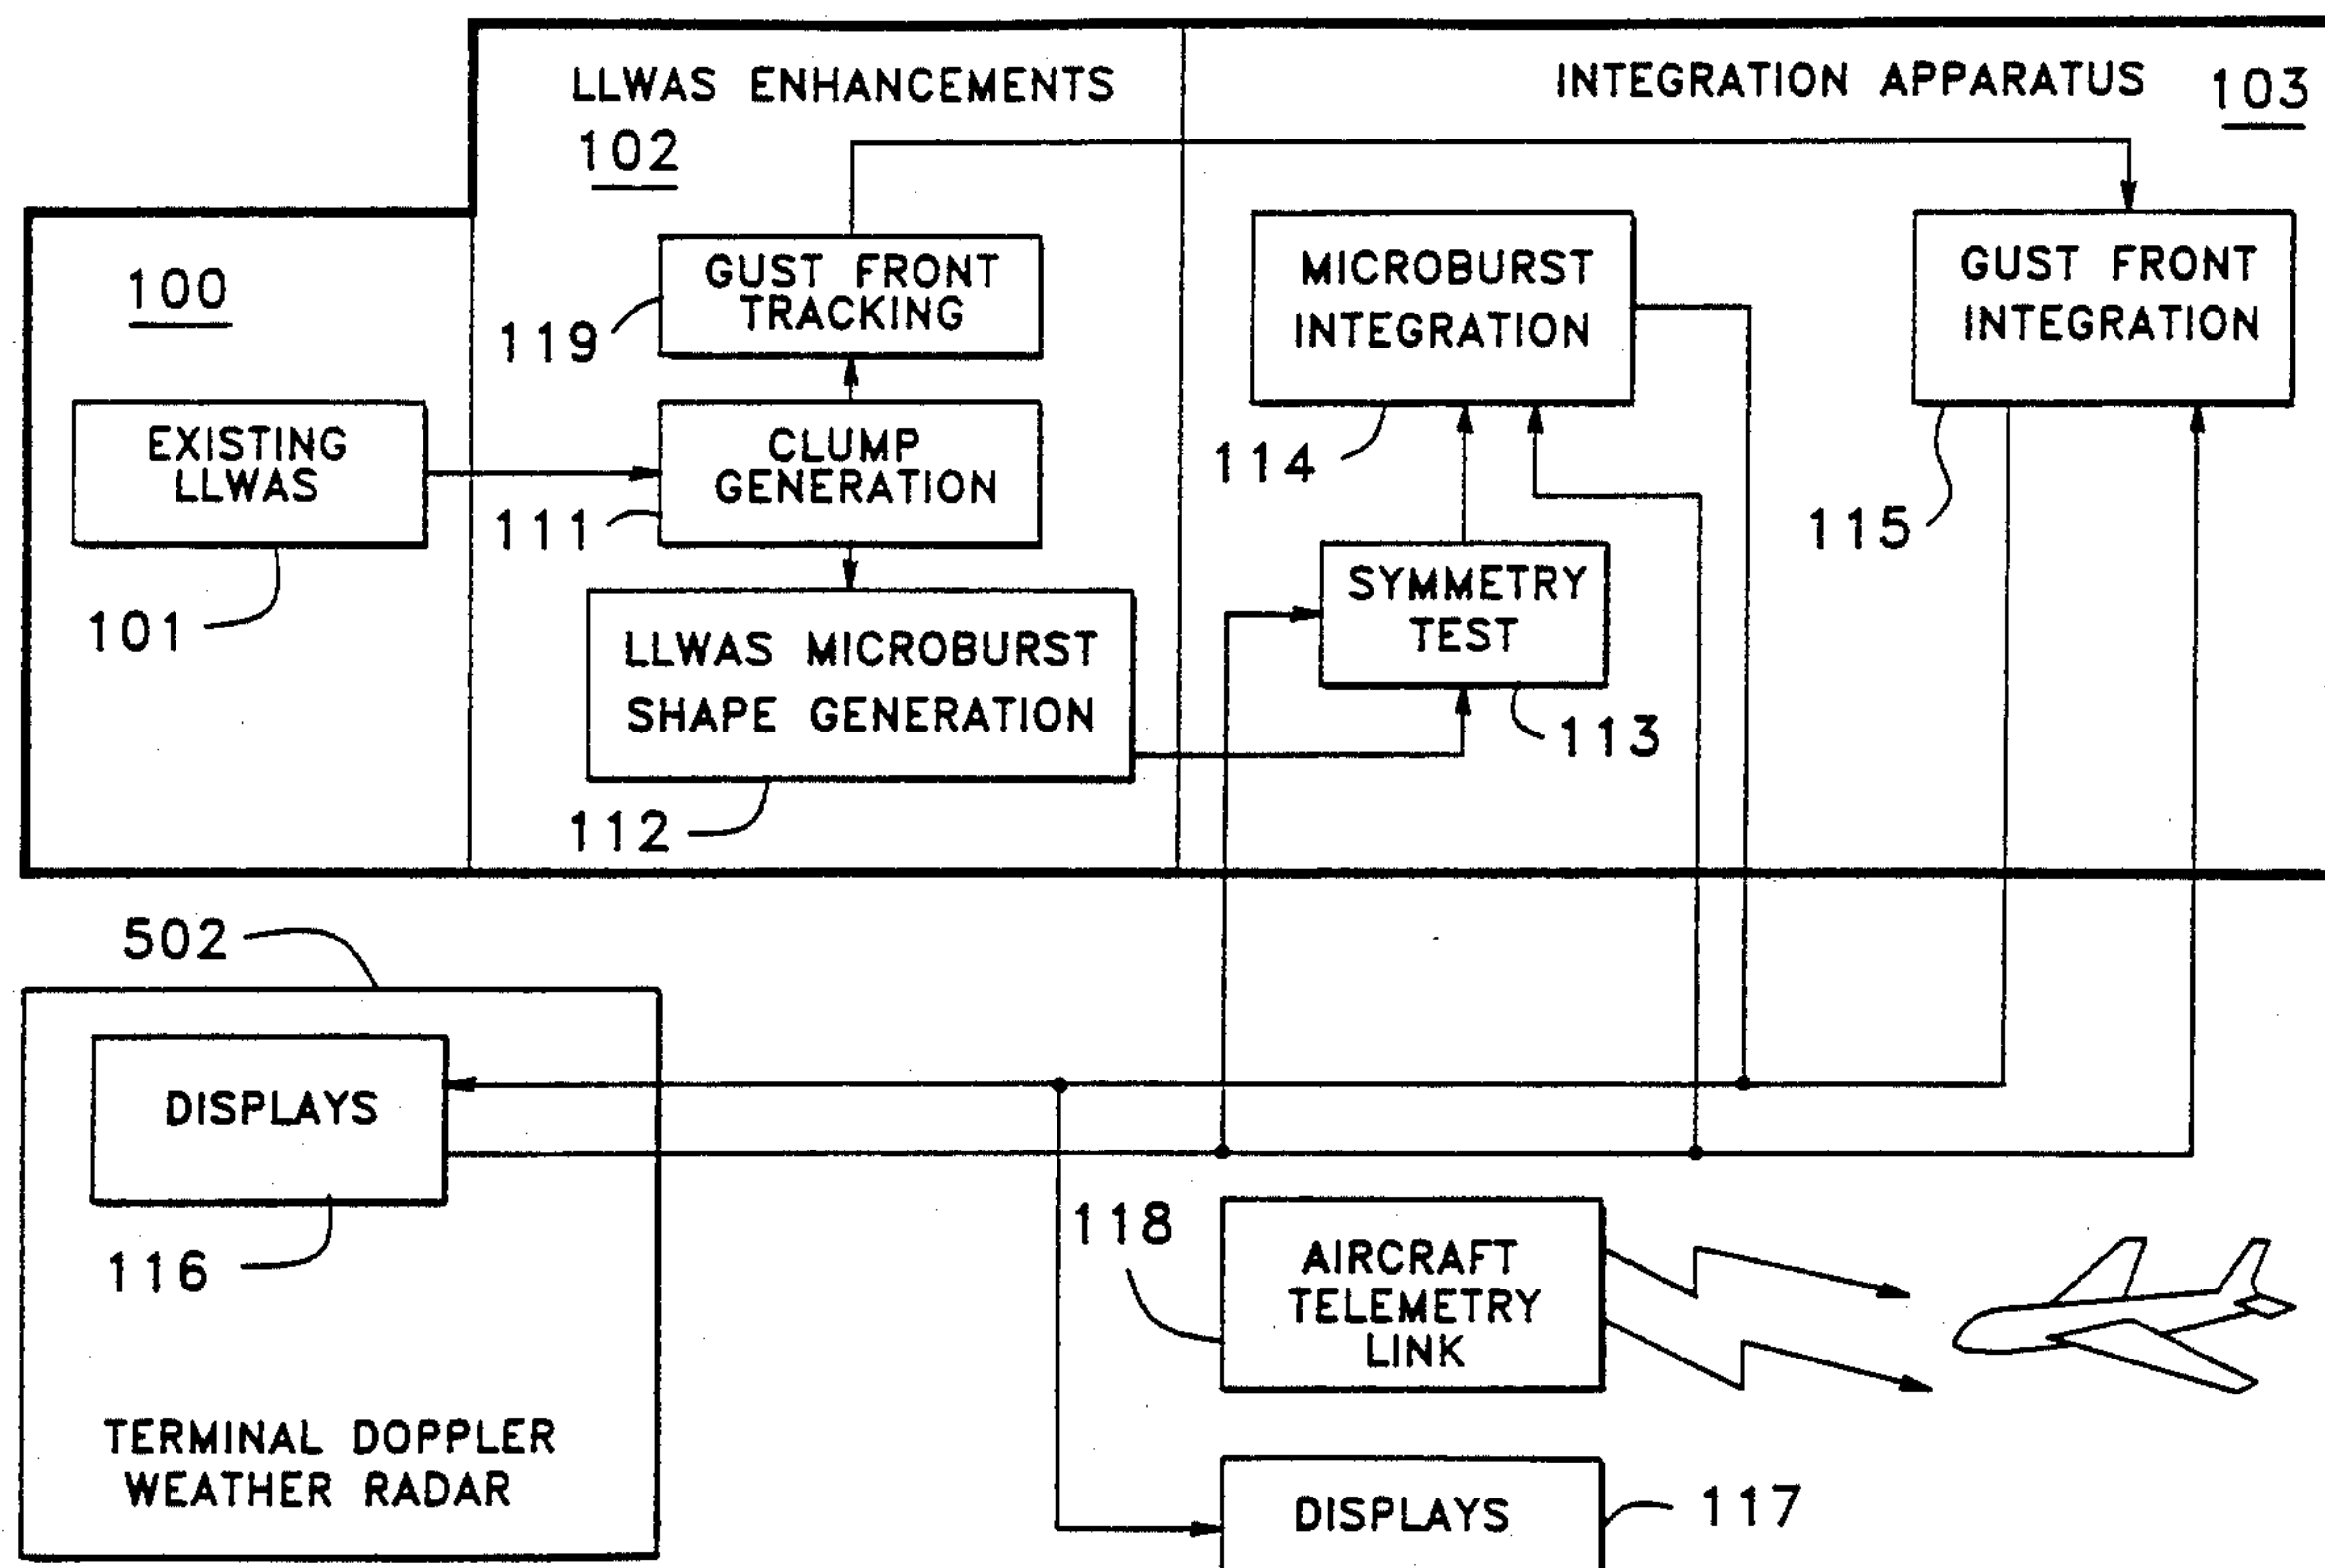 LLWAS ENHANCEMENTS
102
INTEGRATION APPARATUS
103
100
EXISTING
LLWAS
101
GUST FRONT
TRACKING
119
CLUMP
GENERATION
111
LLWAS MICROBURST
SHAPE GENERATION
112
MICROBURST
INTEGRATION
114
SYMMETRY
TEST
113
GUST FRONT
INTEGRATION
115
502
DISPLAYS
116
TERMINAL DOPPLER
WEATHER RADAR
118
AIRCRAFT
TELEMETRY
LINK
DISPLAYS
117